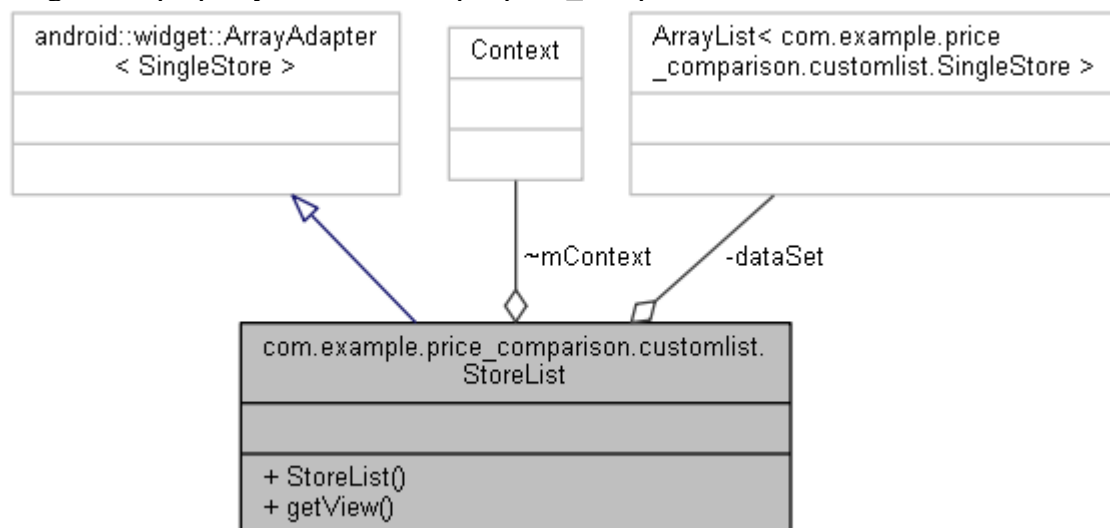 android::widget::ArrayAdapter
< SingleStore >
Context
ArrayList< com.example.price
_comparison.customlist.SingleStore >
~mContext
-dataSet
com.example.price_comparison.customlist.
StoreList
+ StoreList()
+ getView()